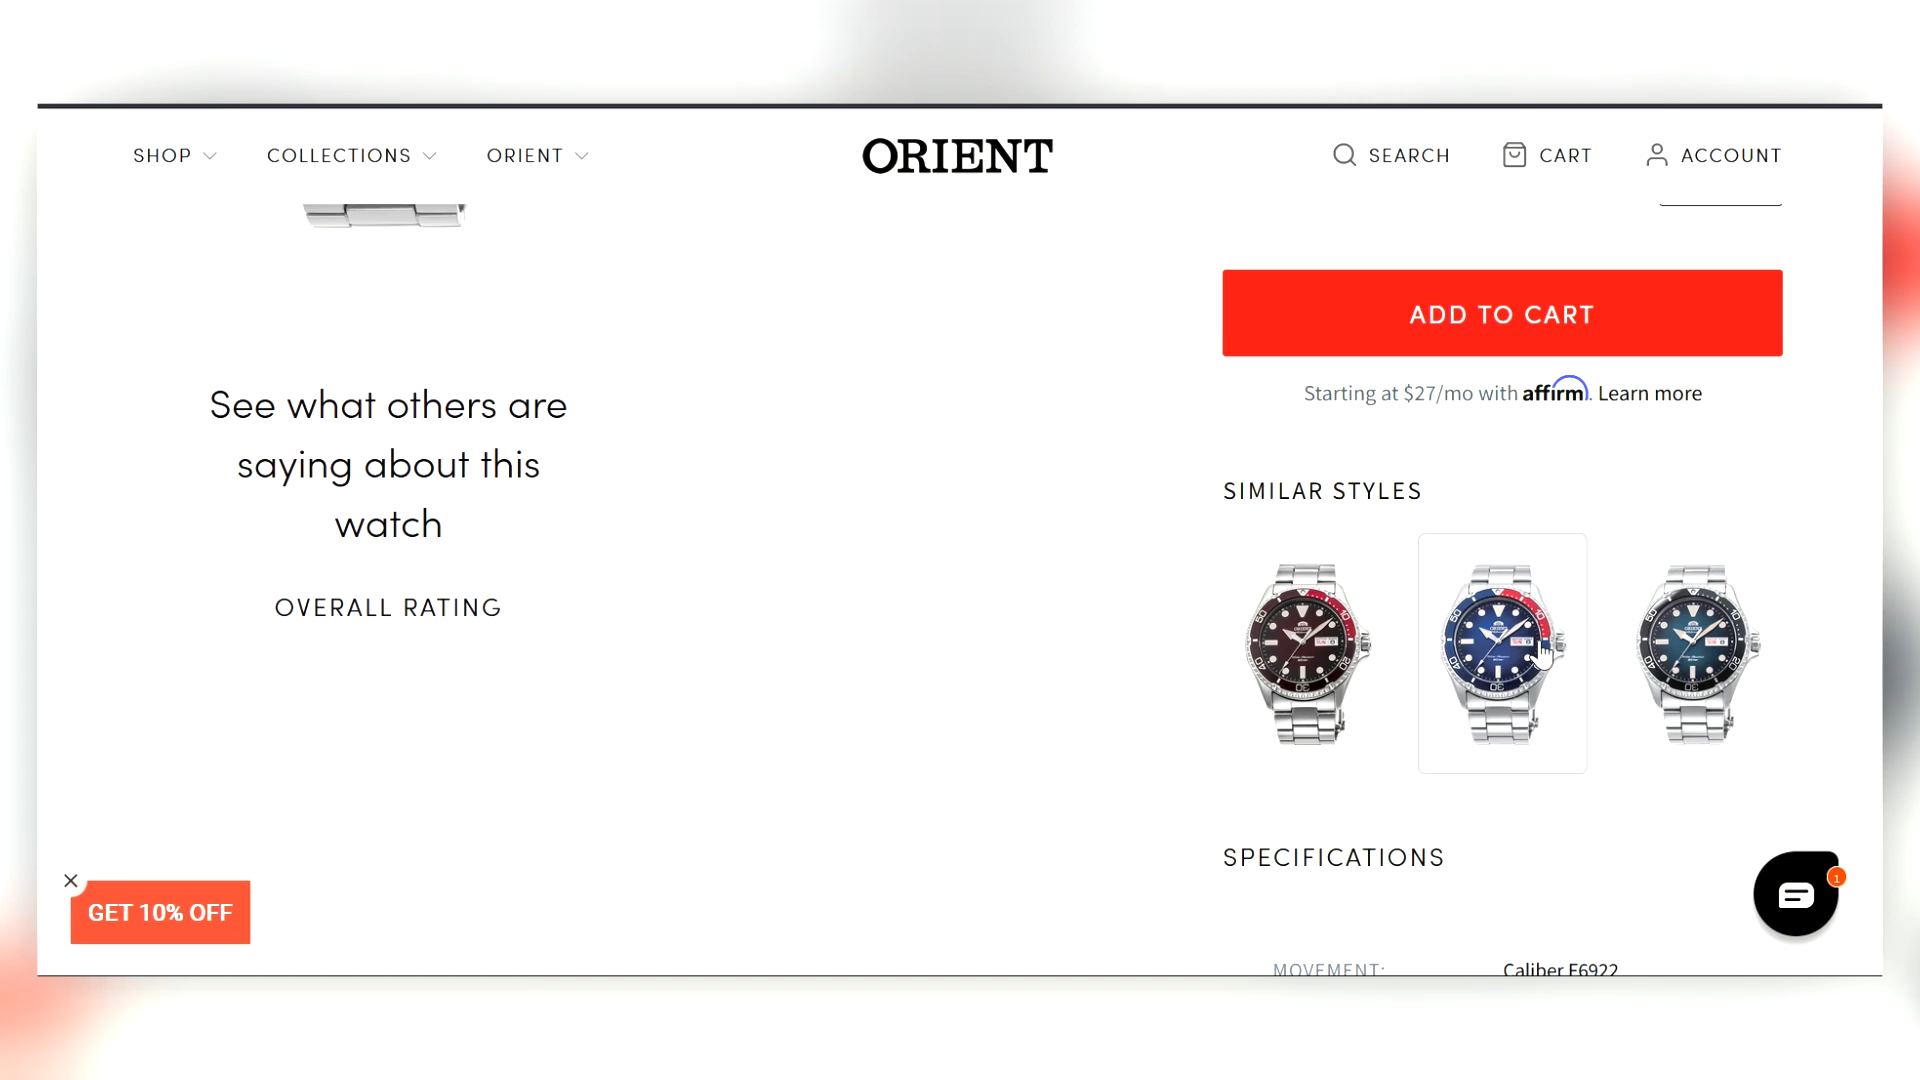 SHOP
COLLECTIONS
ORIENT
ORIENT
SEARCH
CART
ACCOUNT
ADD TO CART
Starting at $27/mo with affirm. Learn more
See what others are
saying about this
watch
OVERALL RATING
SIMILAR STYLES
SPECIFICATIONS
GET 10% OFF
1
MOVEMENT: Caliber F6922